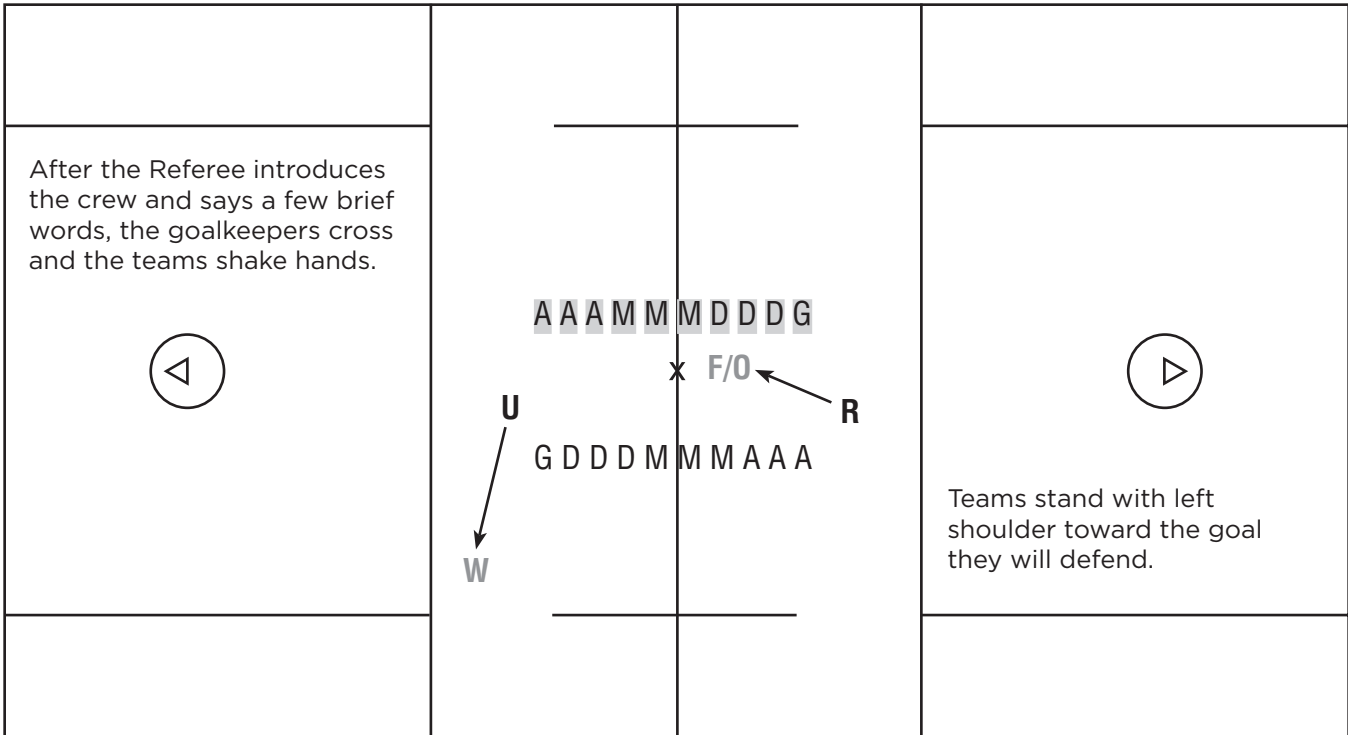 After the Referee introduces
the crew and says a few brief
words, the goalkeepers cross
and the teams shake hands.
A A A M M M D D D G
x F/O
U
R
G D D D M M M A A A
W
Teams stand with left
shoulder toward the goal
they will defend.